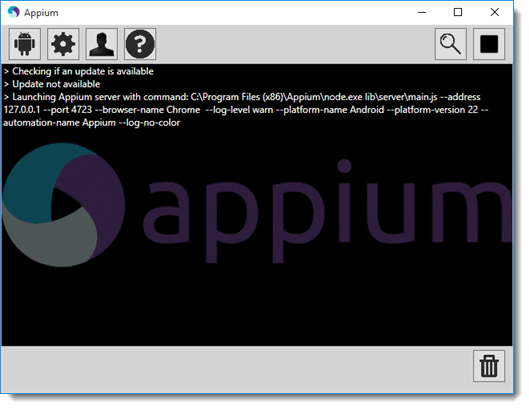 Appium
> Checking if an update is available
> Update not available
> Launching Appium server with command: C:\Program Files (x86)\Appium\node.exe lib\server\main.js --address
127.0.0.1 --port 4723 --browser-name Chrome  --log-level warn --platform-name Android --platform-version 22 --
automation-name Appium --log-no-color
appium